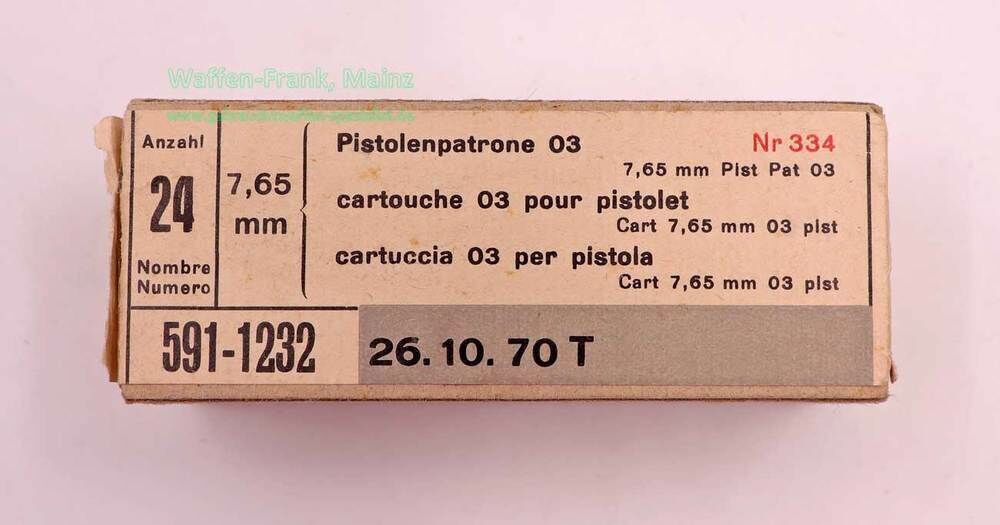 Waffen-Frank, Mainz
Anzahl
24
Nombre
Numero
7,65
mm
Pistolenpatrone 03
Nr 334
7,65 mm Pist Pat 03
cartouche 03 pour pistolet
Cart 7,65 mm 03 pist
cartuccia 03 per pistola
Cart 7,65 mm 03 pist
591-1232
26.10.70 T